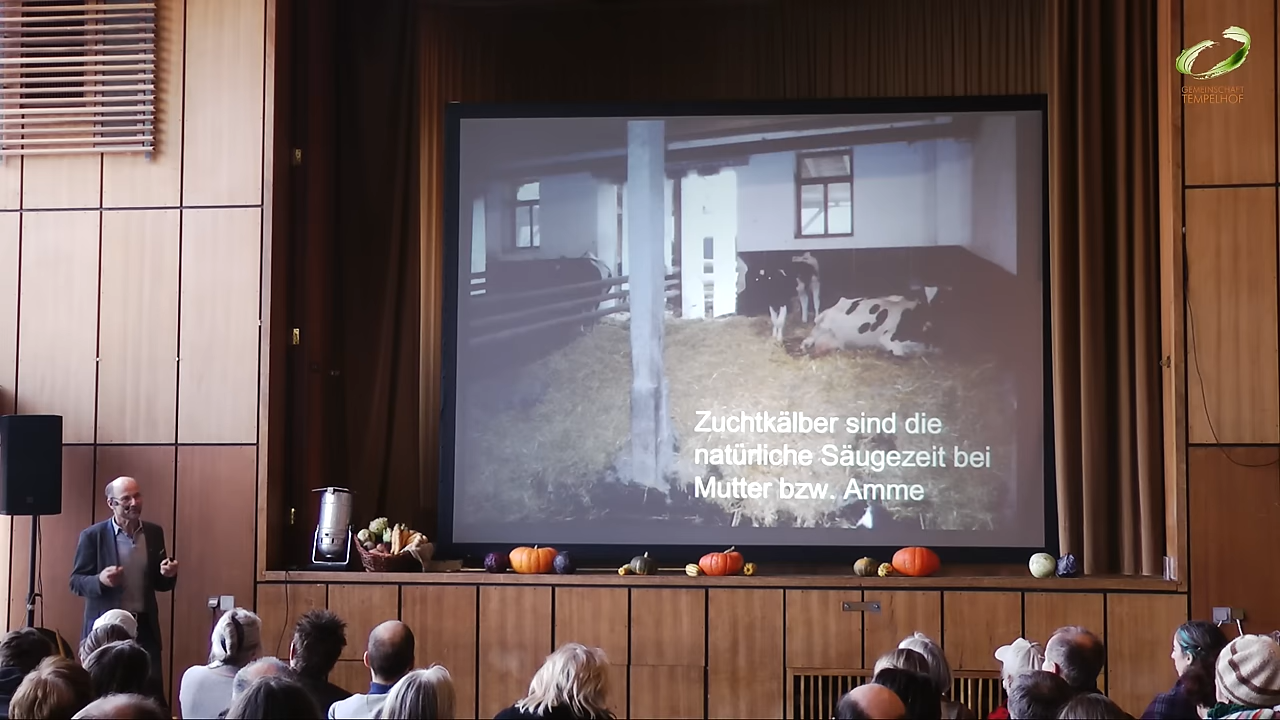 GEMEINSCHAFT
TEMPELHOF
Zuchtkälber sind die
natürliche Säugezeit bei
Mutter bzw. Amme